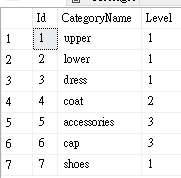 Id CategoryName Level
1 1 upper 1
2 2 lower 1
3 3 dress 1
4 4 coat 2
5 5 accessories 3
6 6 cap 3
7 7 shoes 1